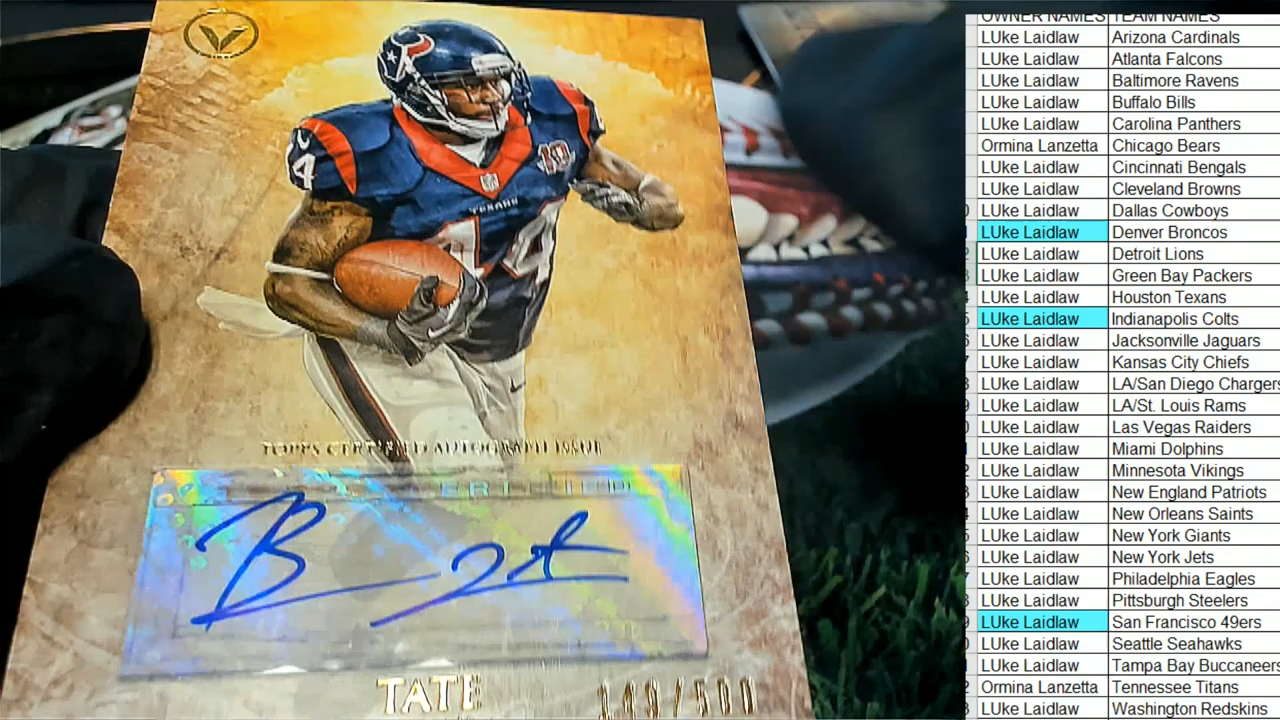 44
TEXANS
44
TOPPS CERTIFIED AUTOGRAPH ISSUE
TATE
149/500
OWNER NAMES TEAM NAMES
LUke Laidlaw Arizona Cardinals
LUke Laidlaw Atlanta Falcons
LUke Laidlaw Baltimore Ravens
LUke Laidlaw Buffalo Bills
LUke Laidlaw Carolina Panthers
Ormina Lanzetta Chicago Bears
LUke Laidlaw Cincinnati Bengals
LUke Laidlaw Cleveland Browns
LUke Laidlaw Dallas Cowboys
LUke Laidlaw Denver Broncos
LUke Laidlaw Detroit Lions
LUke Laidlaw Green Bay Packers
LUke Laidlaw Houston Texans
LUke Laidlaw Indianapolis Colts
LUke Laidlaw Jacksonville Jaguars
LUke Laidlaw Kansas City Chiefs
LUke Laidlaw LA/San Diego Chargers
LUke Laidlaw LA/St. Louis Rams
LUke Laidlaw Las Vegas Raiders
LUke Laidlaw Miami Dolphins
LUke Laidlaw Minnesota Vikings
LUke Laidlaw New England Patriots
LUke Laidlaw New Orleans Saints
LUke Laidlaw New York Giants
LUke Laidlaw New York Jets
LUke Laidlaw Philadelphia Eagles
LUke Laidlaw Pittsburgh Steelers
LUke Laidlaw San Francisco 49ers
LUke Laidlaw Seattle Seahawks
LUke Laidlaw Tampa Bay Buccaneers
Ormina Lanzetta Tennessee Titans
LUke Laidlaw Washington Redskins